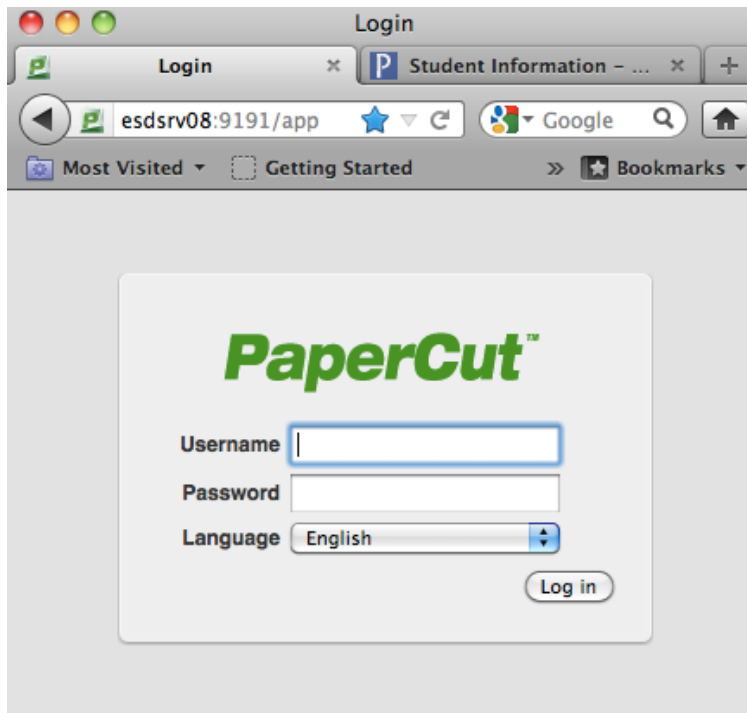 Login
Login
P Student Information – ...
esdsrv08:9191/app Google
Most Visited Getting Started » Bookmarks
PaperCut™
Username
Password
Language English
Log in